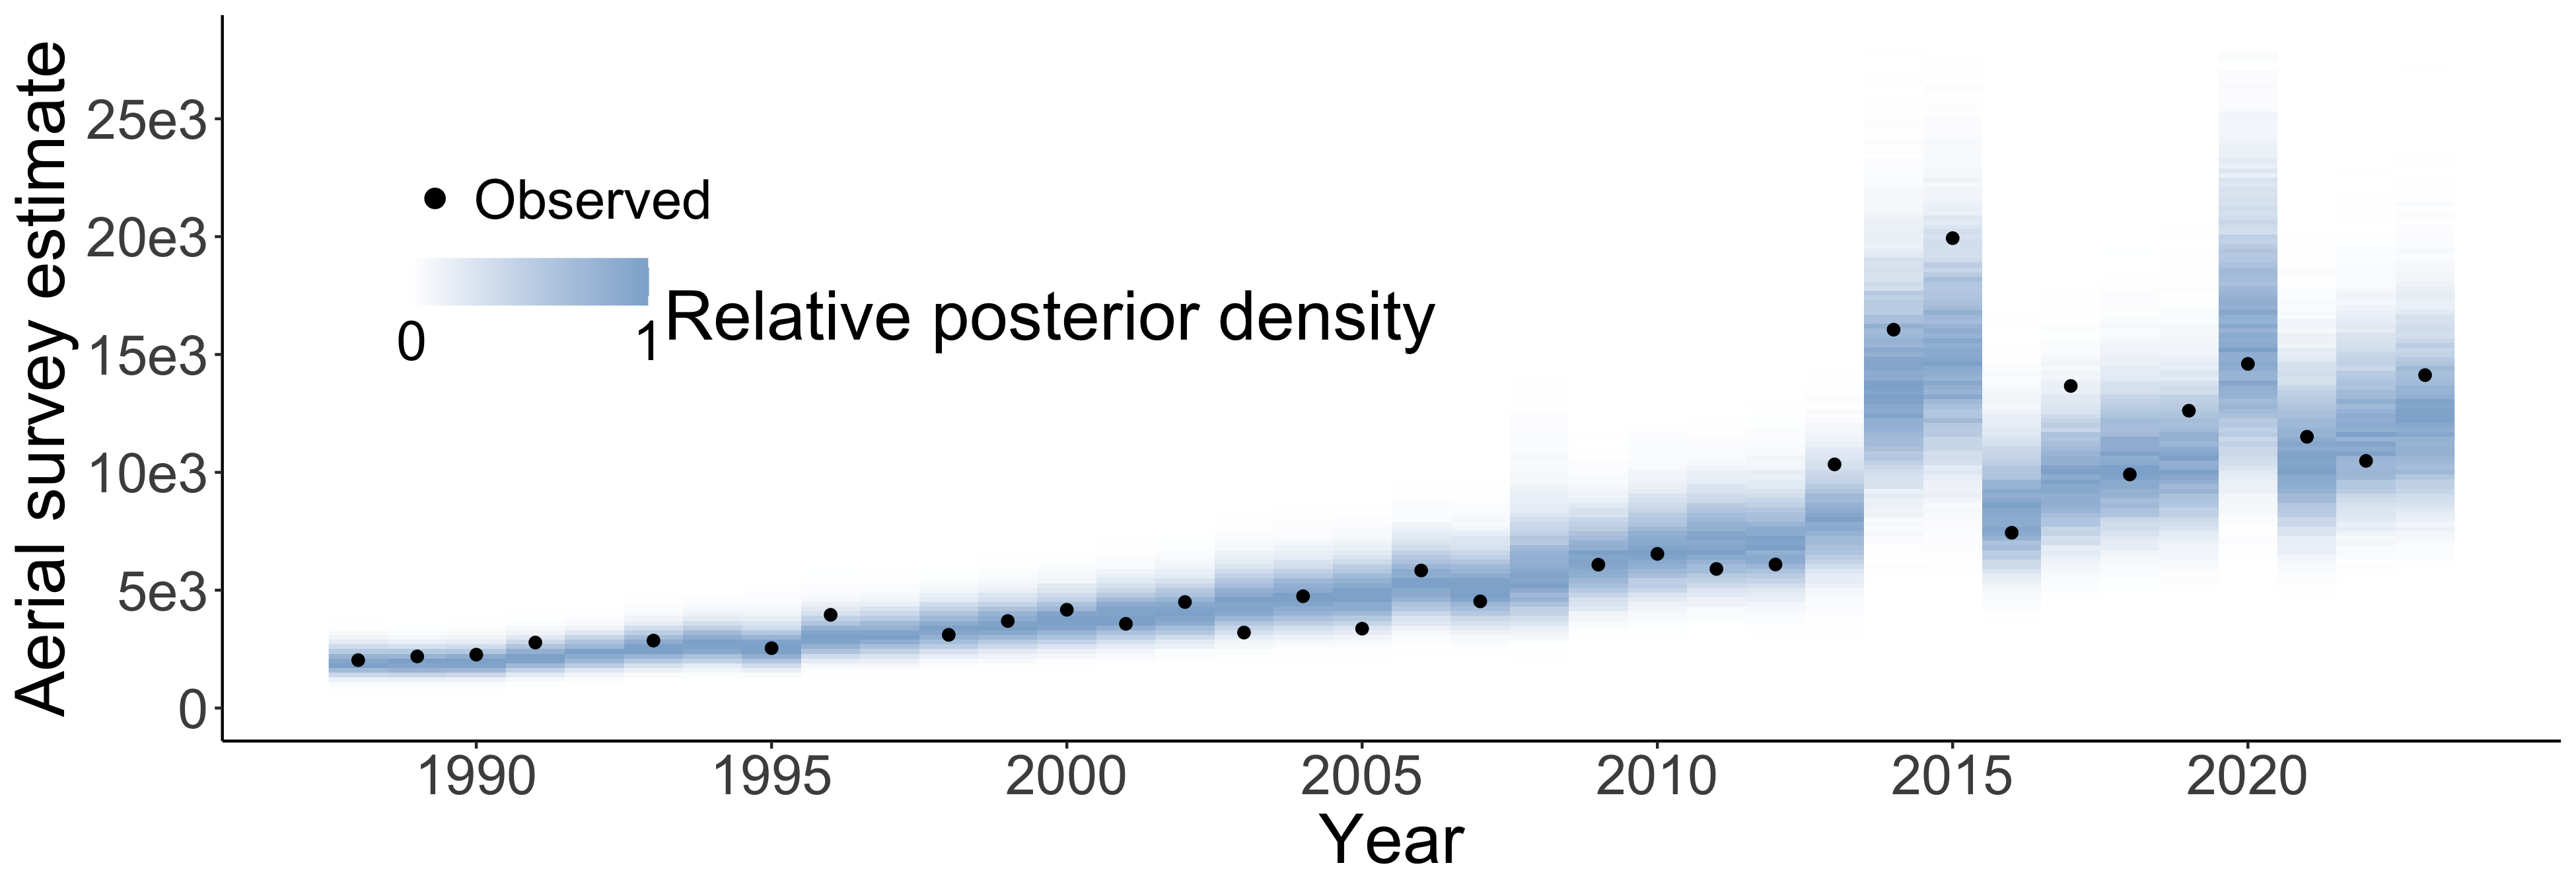 Aerial survey estimate
25e3
20e3
15e3
10e3
5e3
0
Observed
0 1
Relative posterior density
1990 1995 2000 2005 2010 2015 2020
Year